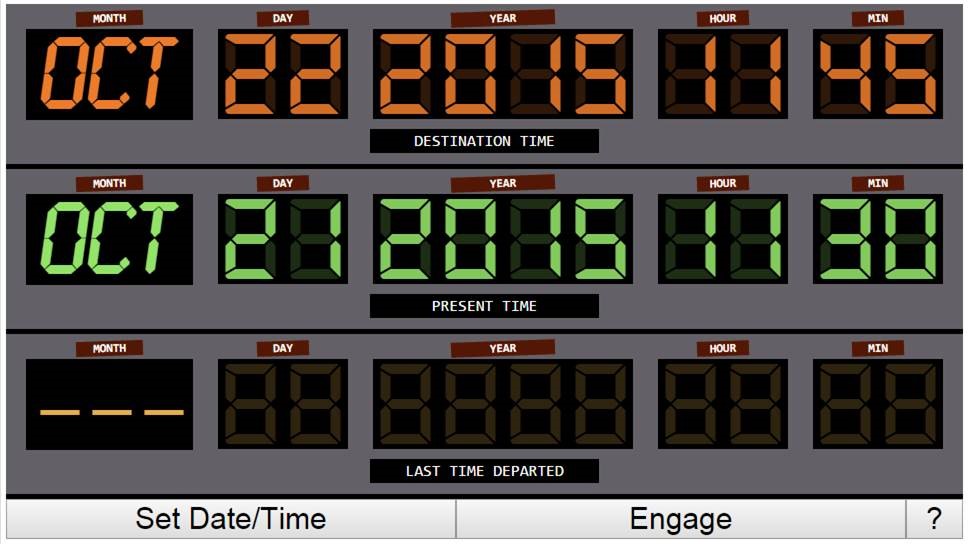 MONTH DAY YEAR HOUR MIN
OCT 22 2015 11 45
DESTINATION TIME
MONTH DAY YEAR HOUR MIN
OCT 21 2015 11 30
PRESENT TIME
MONTH DAY YEAR HOUR MIN
_ _ _
LAST TIME DEPARTED
Set Date/Time Engage ?